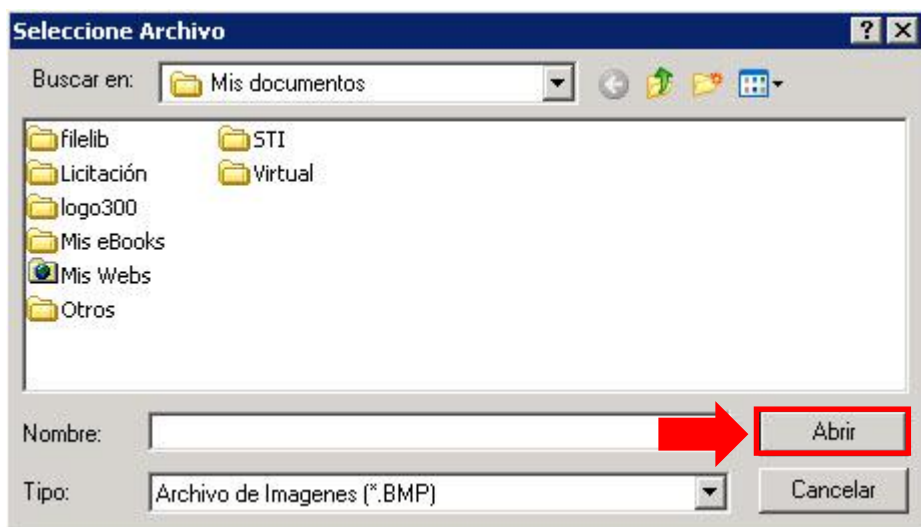 Seleccione Archivo
Buscar en: Mis documentos
filelib STI
Licitación Virtual
logo300
Mis eBooks
Mis Webs
Otros
Nombre: Abrir
Tipo: Archivo de Imagenes (*.BMP) Cancelar